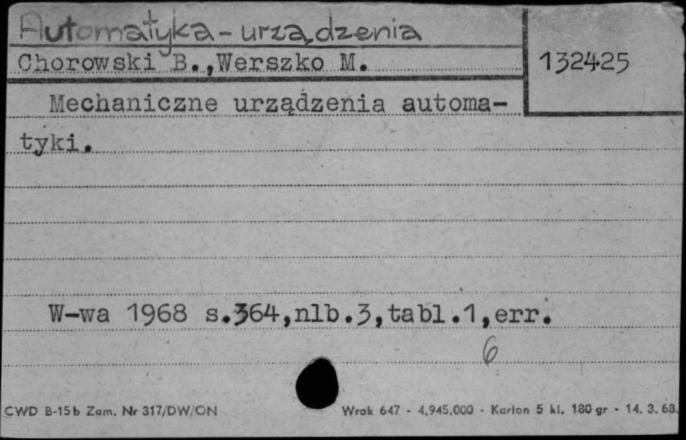 Automatyka - urządzenia
Chorowski B.,Werszko M.
132425
Mechaniczne urządzenia automa-
tyki.
W-wa 1968 s.364,nlb.3,tabl.1,err.
6
CWD B-15b Zam. Nr 317/DW/ON
Wrak 647 - 4.945.000 - Karton 5 kl. 180 gr - 14. 3. 68.